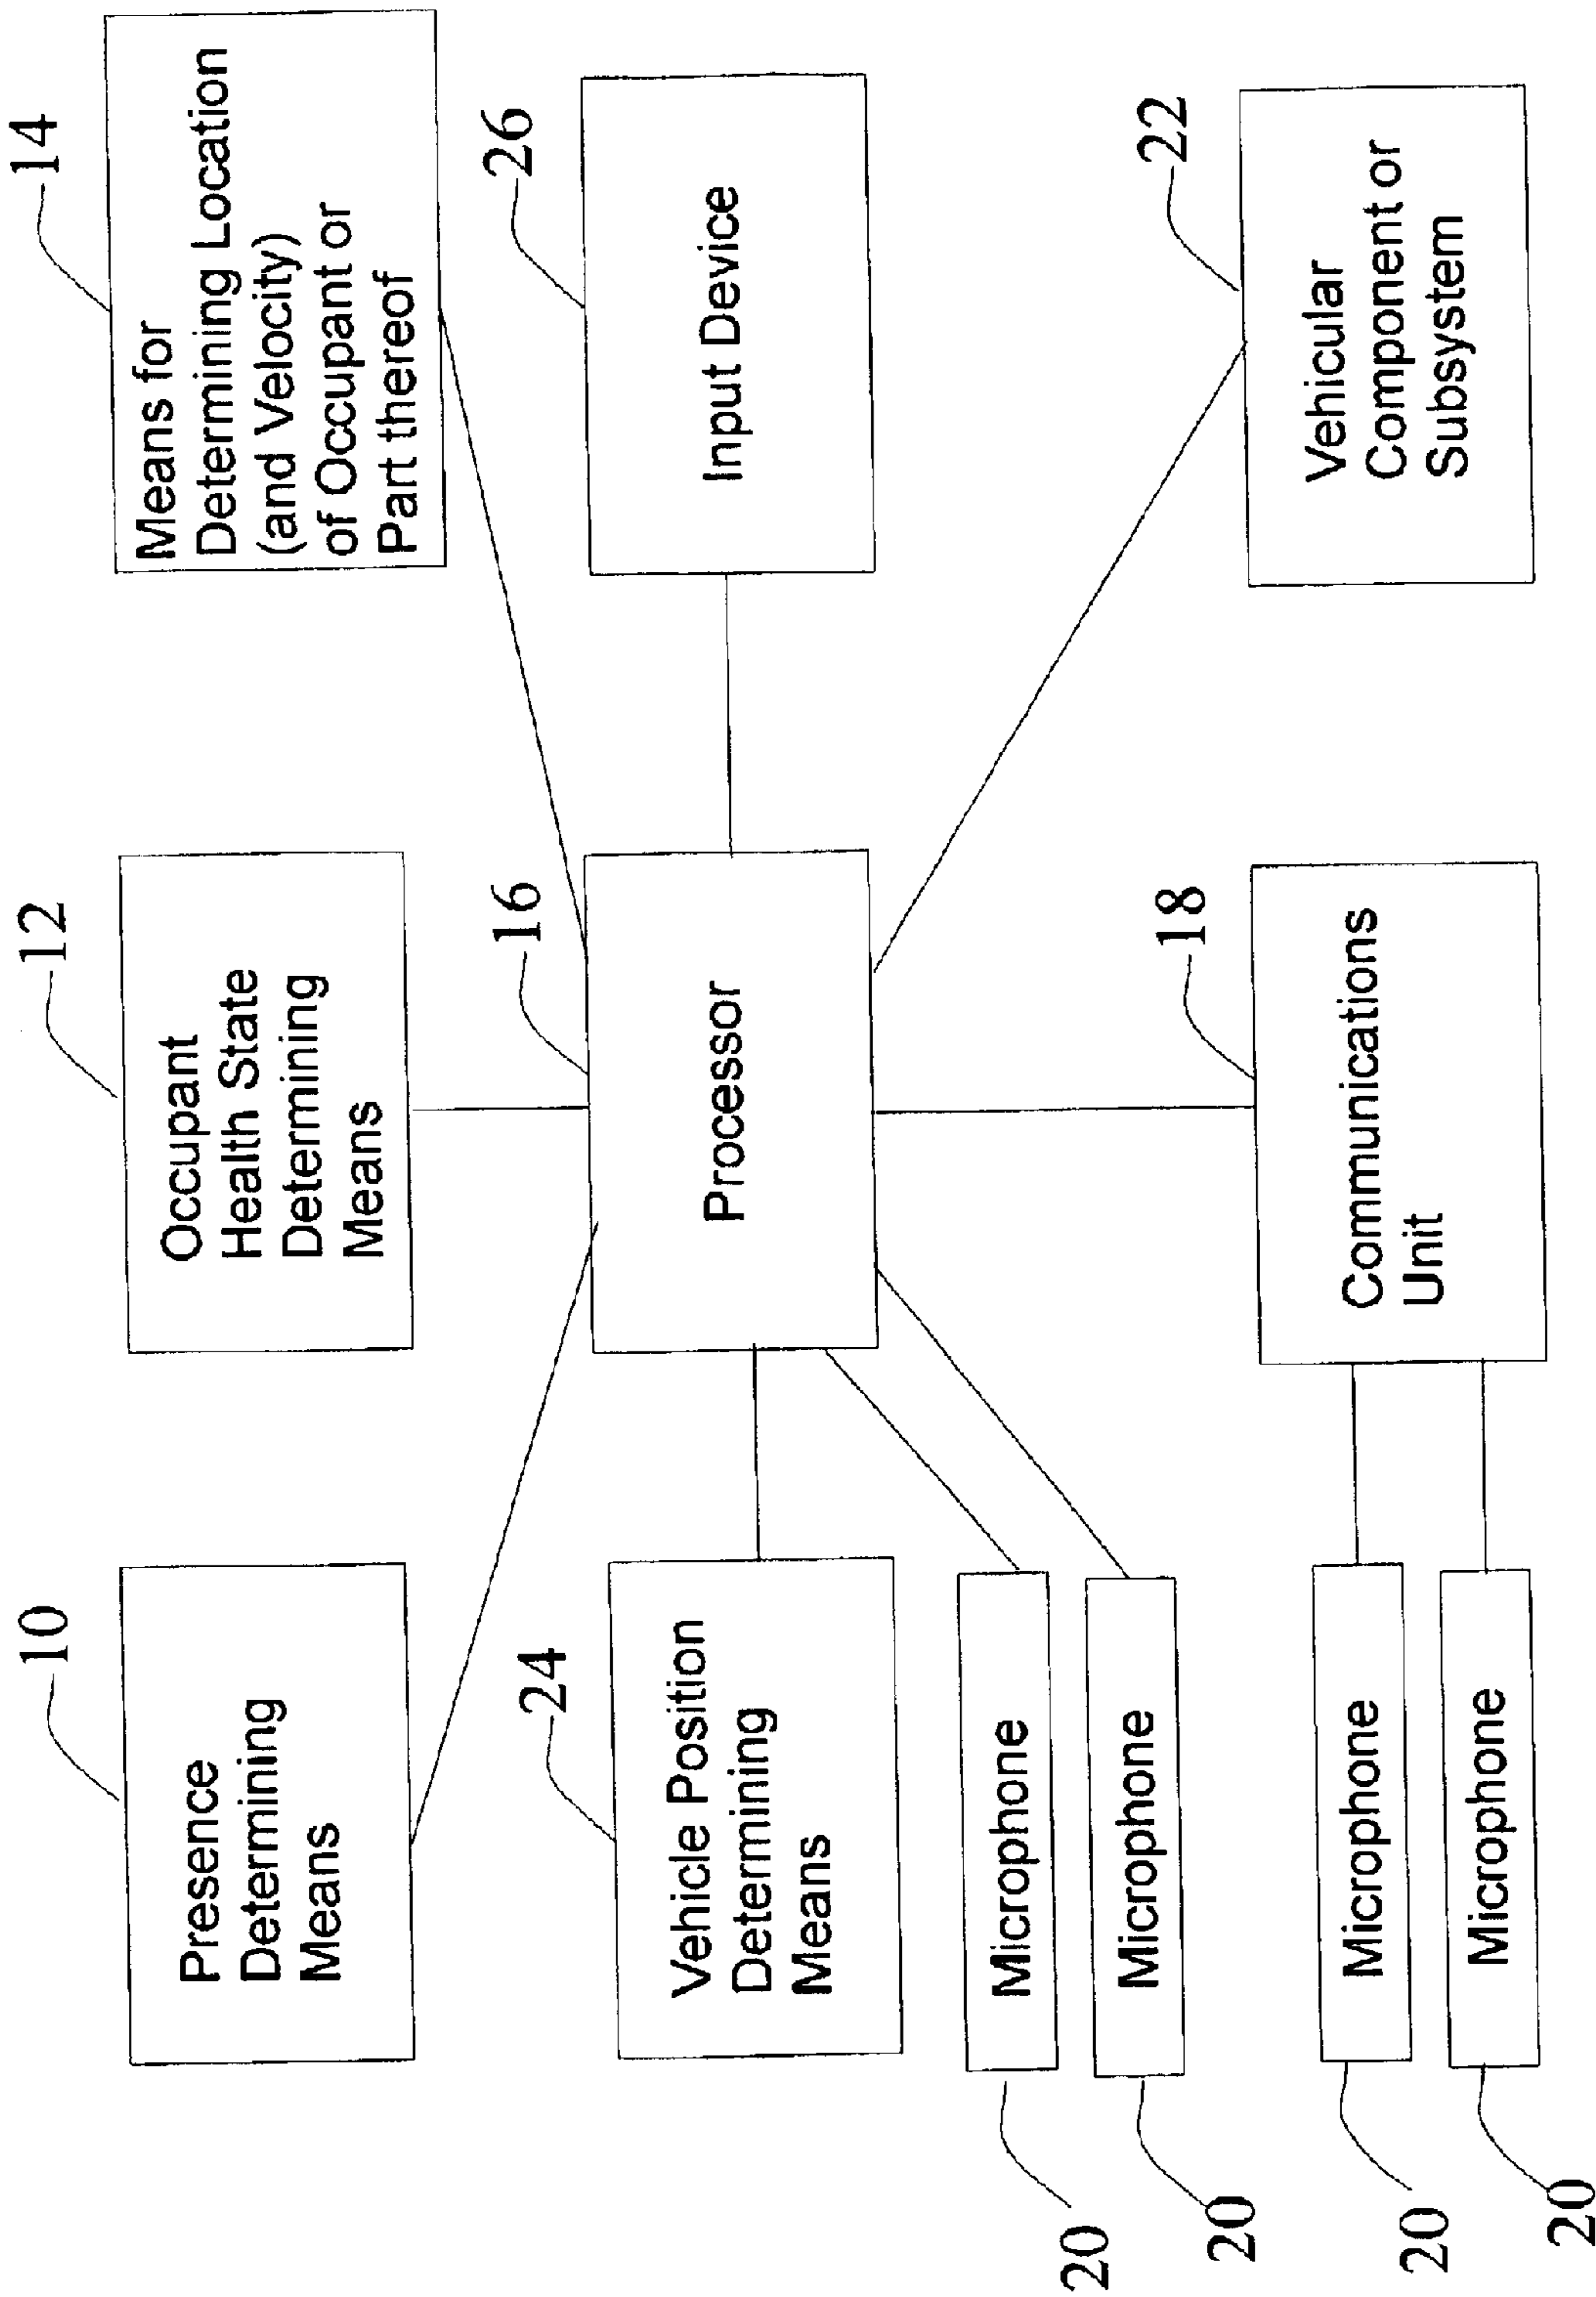 10
Presence
Determining
Means
12
Occupant
Health State
Determining
Means
14
Means for
Determining Location
(and Velocity)
of Occupant or
Part thereof
24
Vehicle Position
Determining
Means
16
Processor
26
Input Device
20
Microphone
20
Microphone
20
Microphone
20
Microphone
18
Communications
Unit
22
Vehicular
Component or
Subsystem